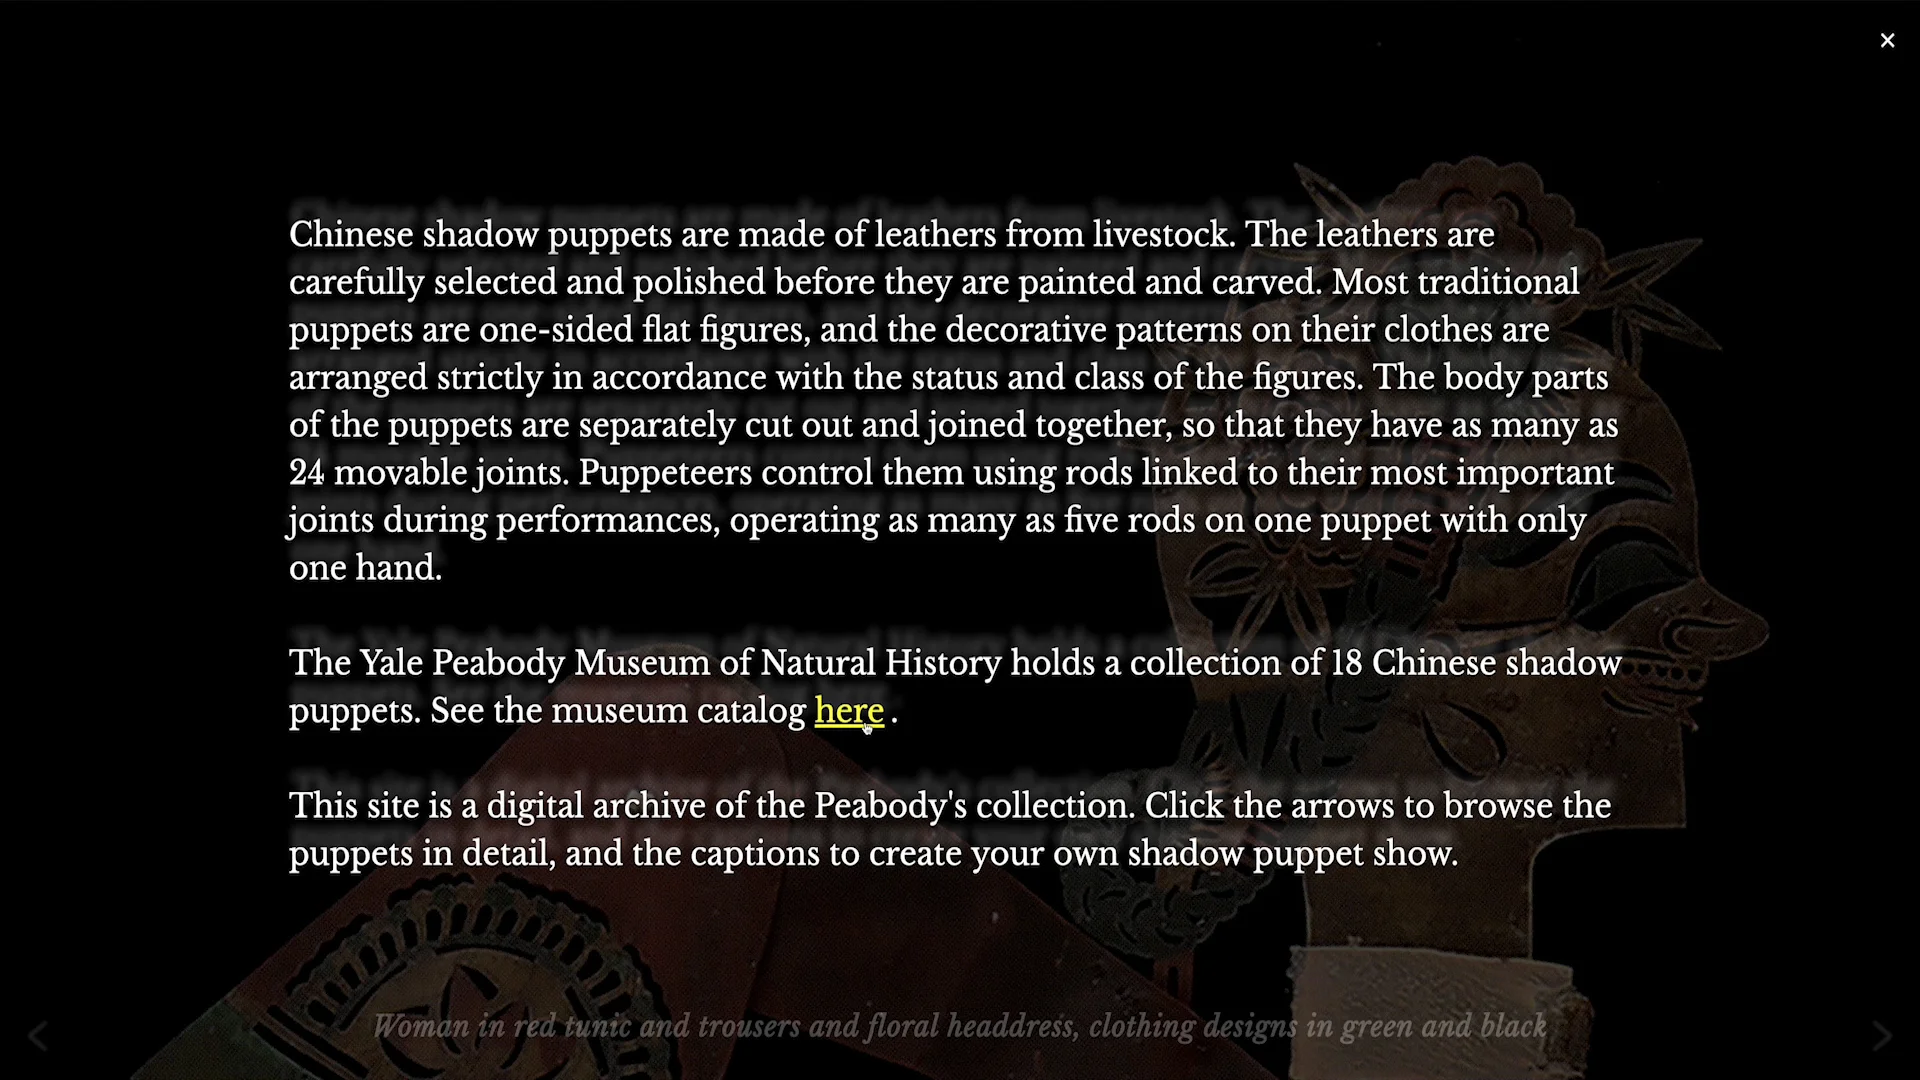 Chinese shadow puppets are made of leathers from livestock. The leathers are
carefully selected and polished before they are painted and carved. Most traditional
puppets are one-sided flat figures, and the decorative patterns on their clothes are
arranged strictly in accordance with the status and class of the figures. The body parts
of the puppets are separately cut out and joined together, so that they have as many as
24 movable joints. Puppeteers control them using rods linked to their most important
joints during performances, operating as many as five rods on one puppet with only
one hand.
The Yale Peabody Museum of Natural History holds a collection of 18 Chinese shadow
puppets. See the museum catalog here .
This site is a digital archive of the Peabody's collection. Click the arrows to browse the
puppets in detail, and the captions to create your own shadow puppet show.
Woman in red tunic and trousers and floral headdress, clothing designs in green and black